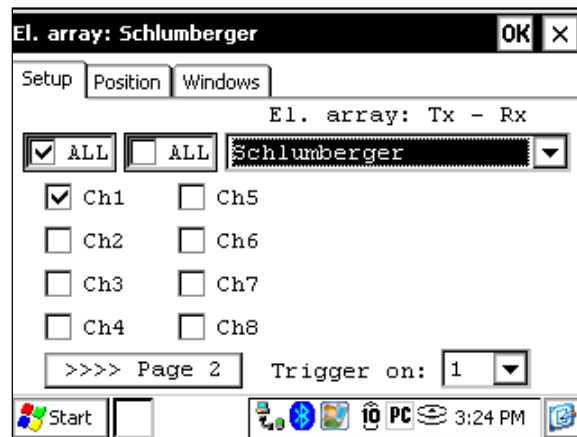 El. array: Schlumberger OK
Setup Position Windows
El. array: Tx - Rx
ALL ALL Schlumberger
Ch1 Ch5
Ch2 Ch6
Ch3 Ch7
Ch4 Ch8
>>>> Page 2 Trigger on: 1
Start PC 3:24 PM